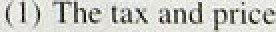 (1) The tax and price